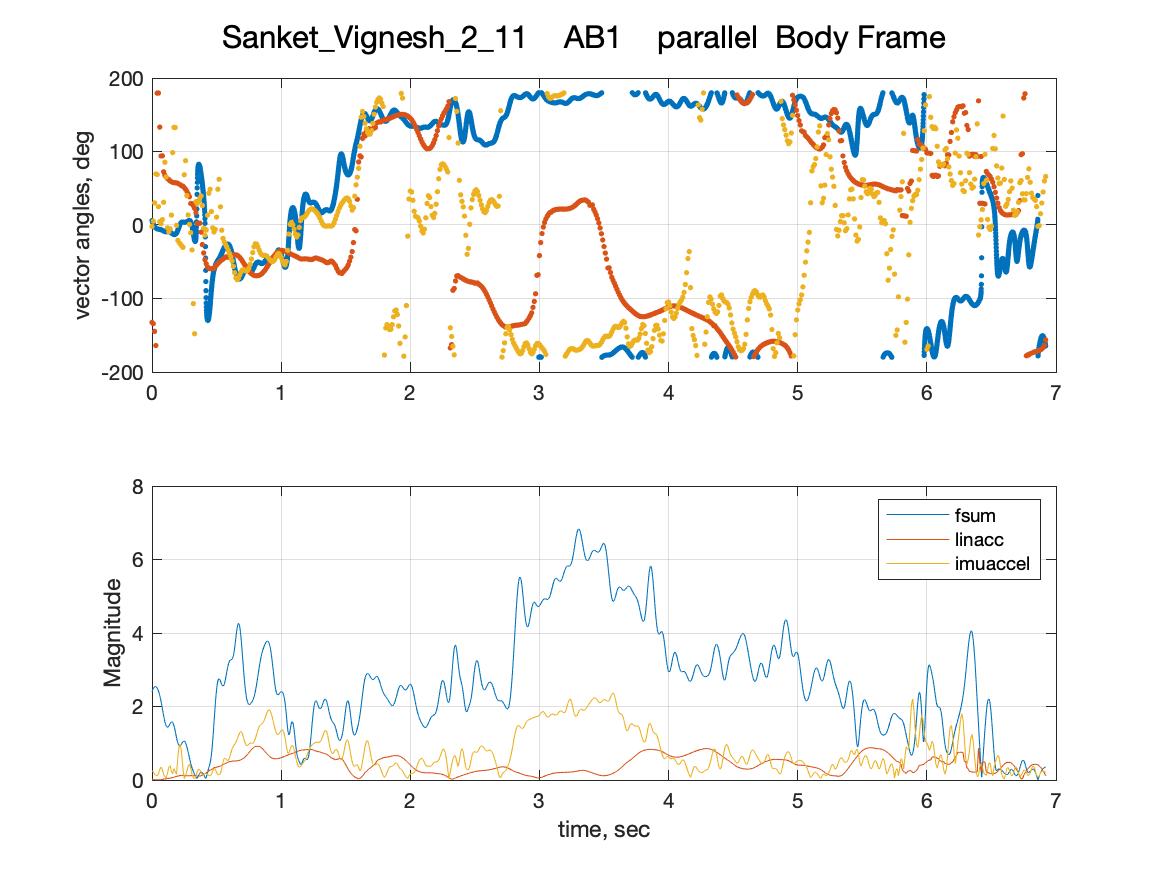 Sanket_Vignesh_2_11 AB1 parallel Body Frame
vector angles, deg
200
100
0
-100
-200
0 1 2 3 4 5 6 7
Magnitude
8
6
4
2
0
fsum
linacc
imuaccel
0 1 2 3 4 5 6 7
time, sec